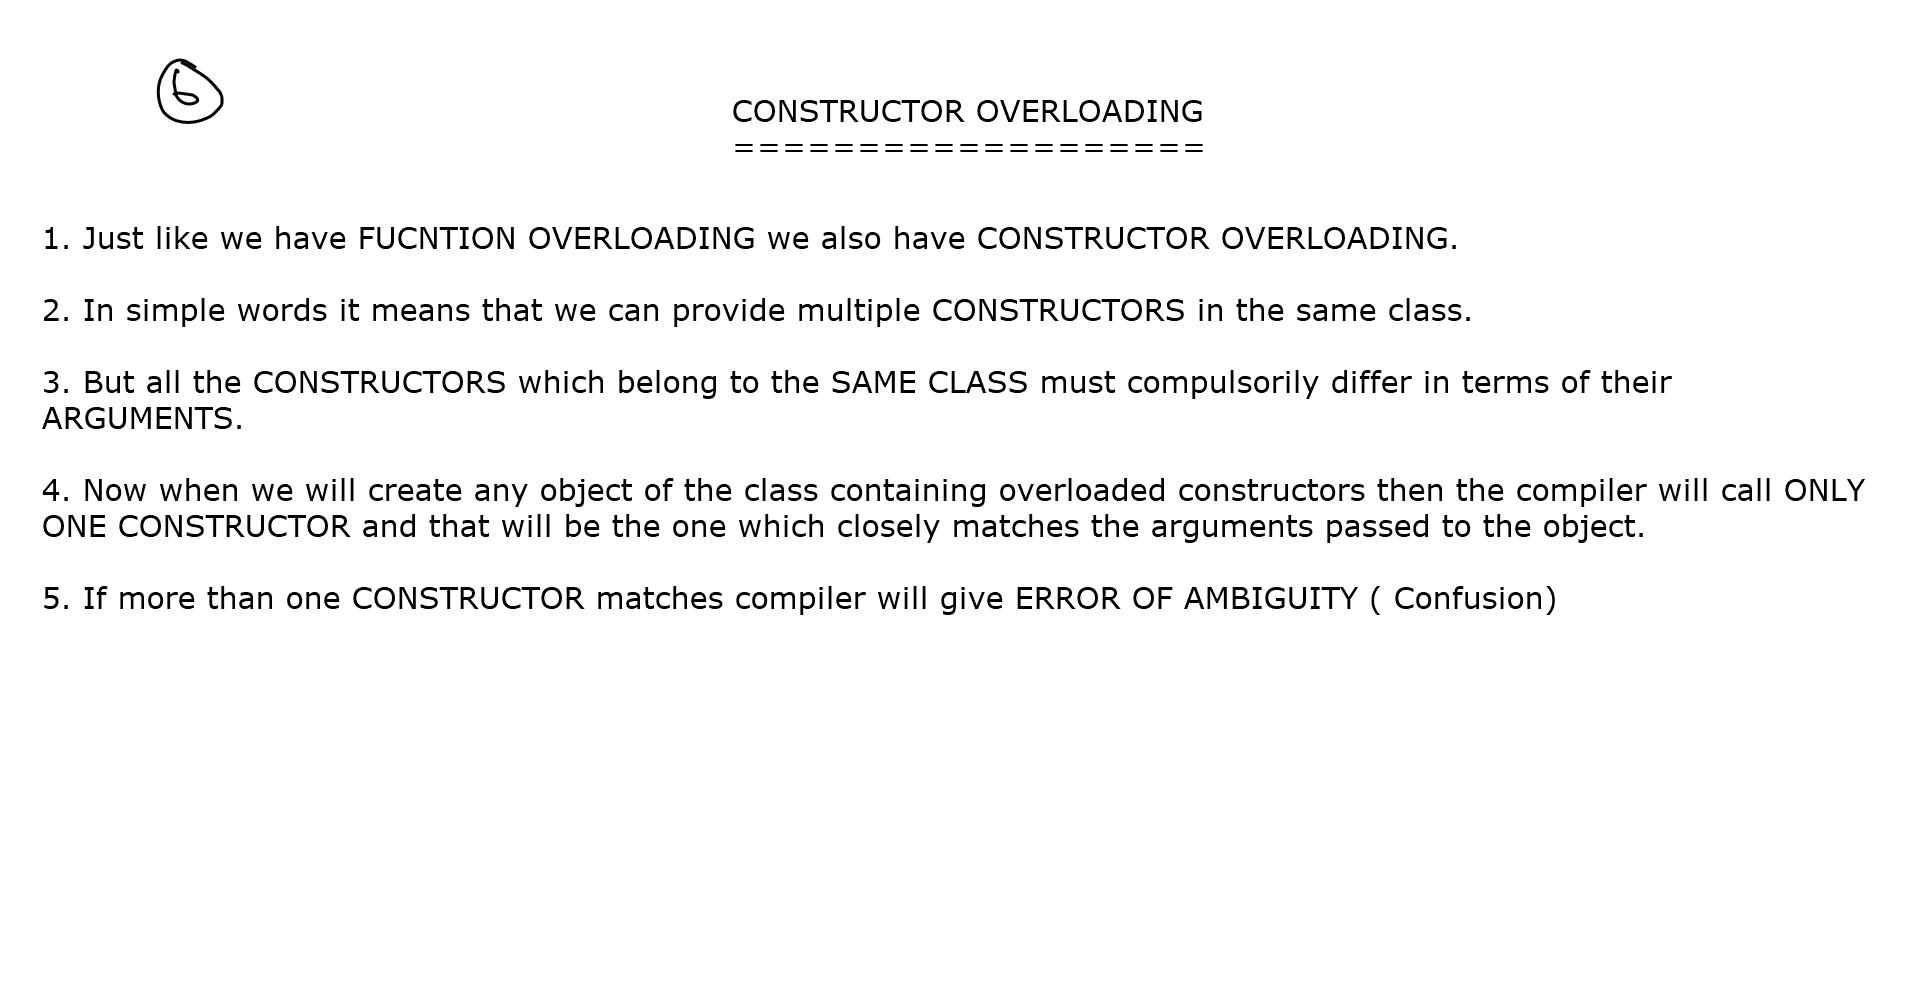 6
CONSTRUCTOR OVERLOADING
===================
1. Just like we have FUCNTION OVERLOADING we also have CONSTRUCTOR OVERLOADING.
2. In simple words it means that we can provide multiple CONSTRUCTORS in the same class.
3. But all the CONSTRUCTORS which belong to the SAME CLASS must compulsorily differ in terms of their
ARGUMENTS.
4. Now when we will create any object of the class containing overloaded constructors then the compiler will call ONLY
ONE CONSTRUCTOR and that will be the one which closely matches the arguments passed to the object.
5. If more than one CONSTRUCTOR matches compiler will give ERROR OF AMBIGUITY ( Confusion)